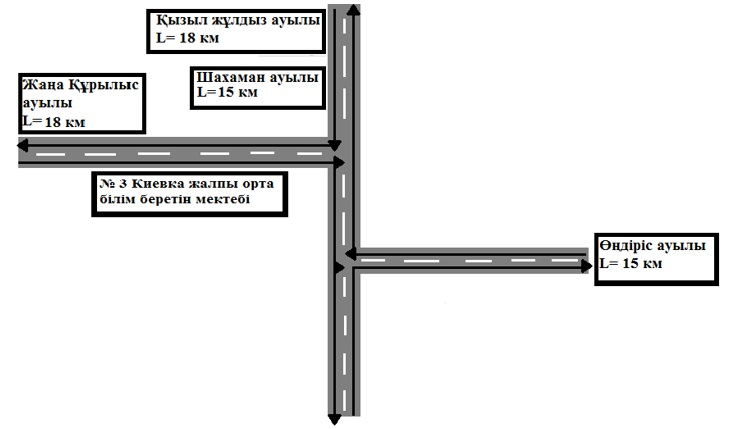 Қызыл жұлдыз ауылы
L= 18 км
Шахаман ауылы
L=15 км
Жаңа Құрылыс
ауылы
L= 18 км
№ 3 Киевка жалпы орта
білім беретін мектебі
Өңдіріс ауылы
L= 15 км